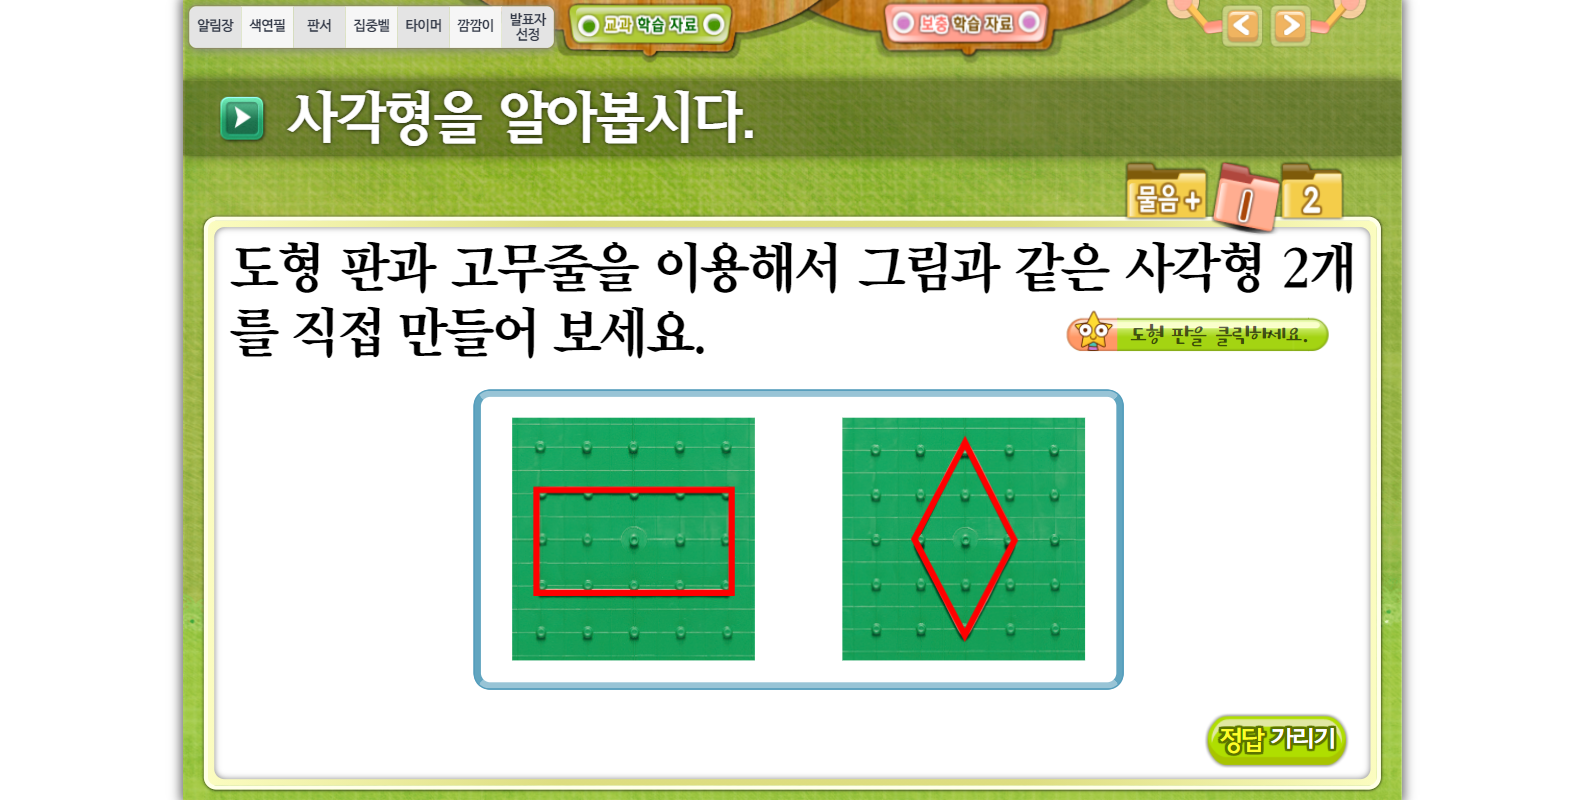 알림장 색연필 판서 집중벨 타이머 깜깜이 발표자 선정
교과 학습 자료 보충 학습 자료
사각형을 알아봅시다.
물음+ 1 2
도형 판과 고무줄을 이용해서 그림과 같은 사각형 2개
를 직접 만들어 보세요.
도형 판을 클릭하세요.
정답 가리기